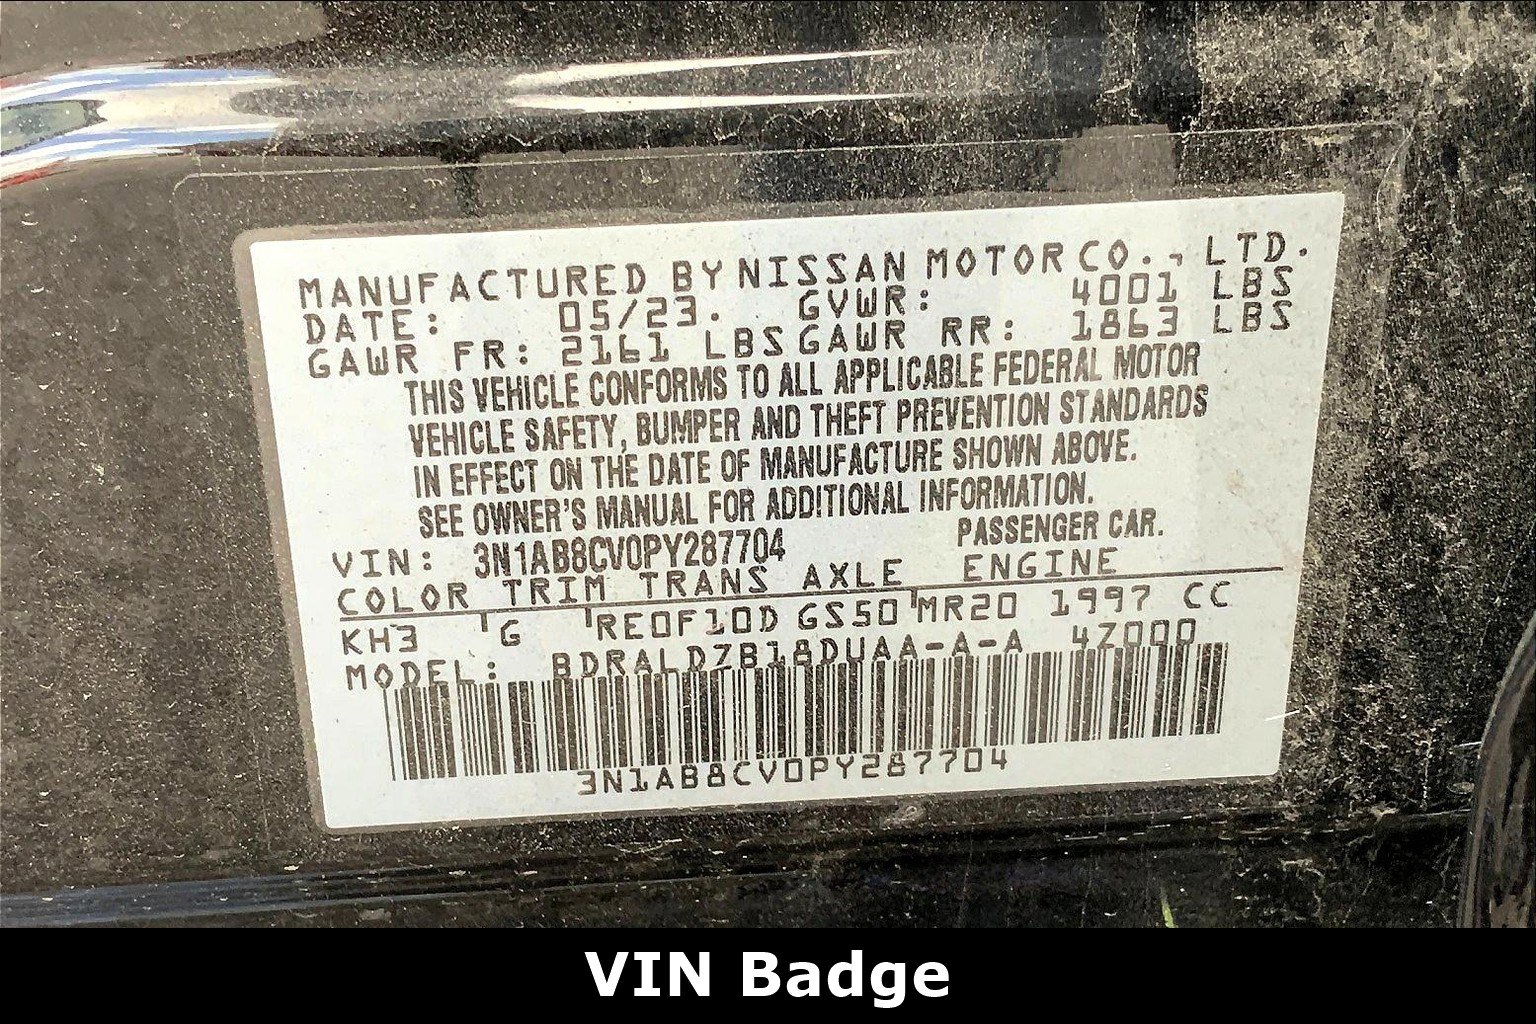 MANUFACTURED BY NISSAN MOTOR CO., LTD.
DATE: 05/23. GVWR: 4001 LBS
GAWR FR: 2161 LBS GAWR RR: 1863 LBS
THIS VEHICLE CONFORMS TO ALL APPLICABLE FEDERAL MOTOR
VEHICLE SAFETY, BUMPER AND THEFT PREVENTION STANDARDS
IN EFFECT ON THE DATE OF MANUFACTURE SHOWN ABOVE.
SEE OWNER'S MANUAL FOR ADDITIONAL INFORMATION.
VIN: 3N1AB8CV0PY287704 PASSENGER CAR.
COLOR TRIM TRANS AXLE ENGINE
KH3 G RE0F10D GS50 MR20 1997 CC
MODEL: BDRALDZB18DUAA-A-A 4Z000
3N1AB8CV0PY287704
VIN Badge